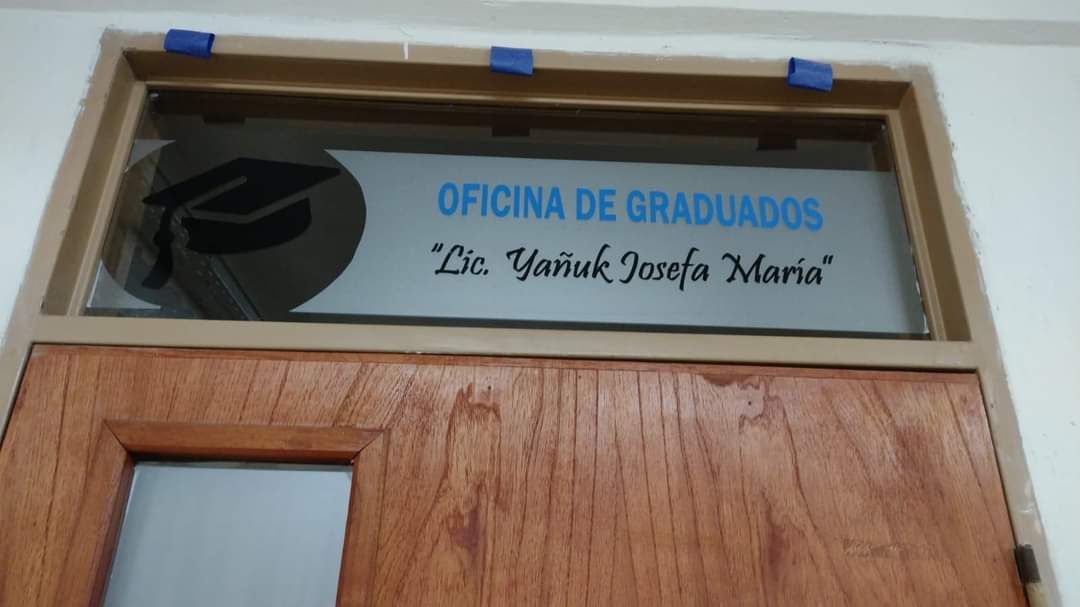 OFICINA DE GRADUADOS
"Lic. Yañuk Josefa María"